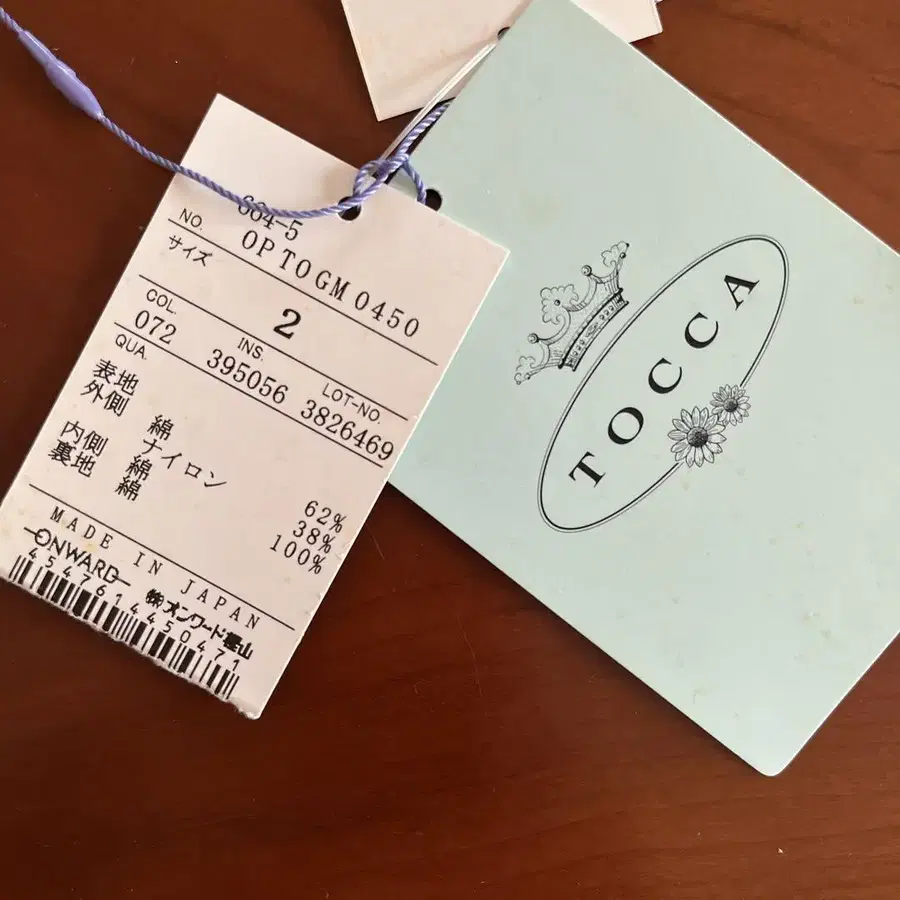 664-5
NO. OPTOGM0450
サイズ
2
COL. INS. LOT-NO.
072 395056 3826469
QUA.
表地
外側 綿 62%
ナイロン 38%
内側 綿 100%
裏地 綿
MADE IN JAPAN
ONWARD ㈱オンワード樫山
4547614450471
TOCCA